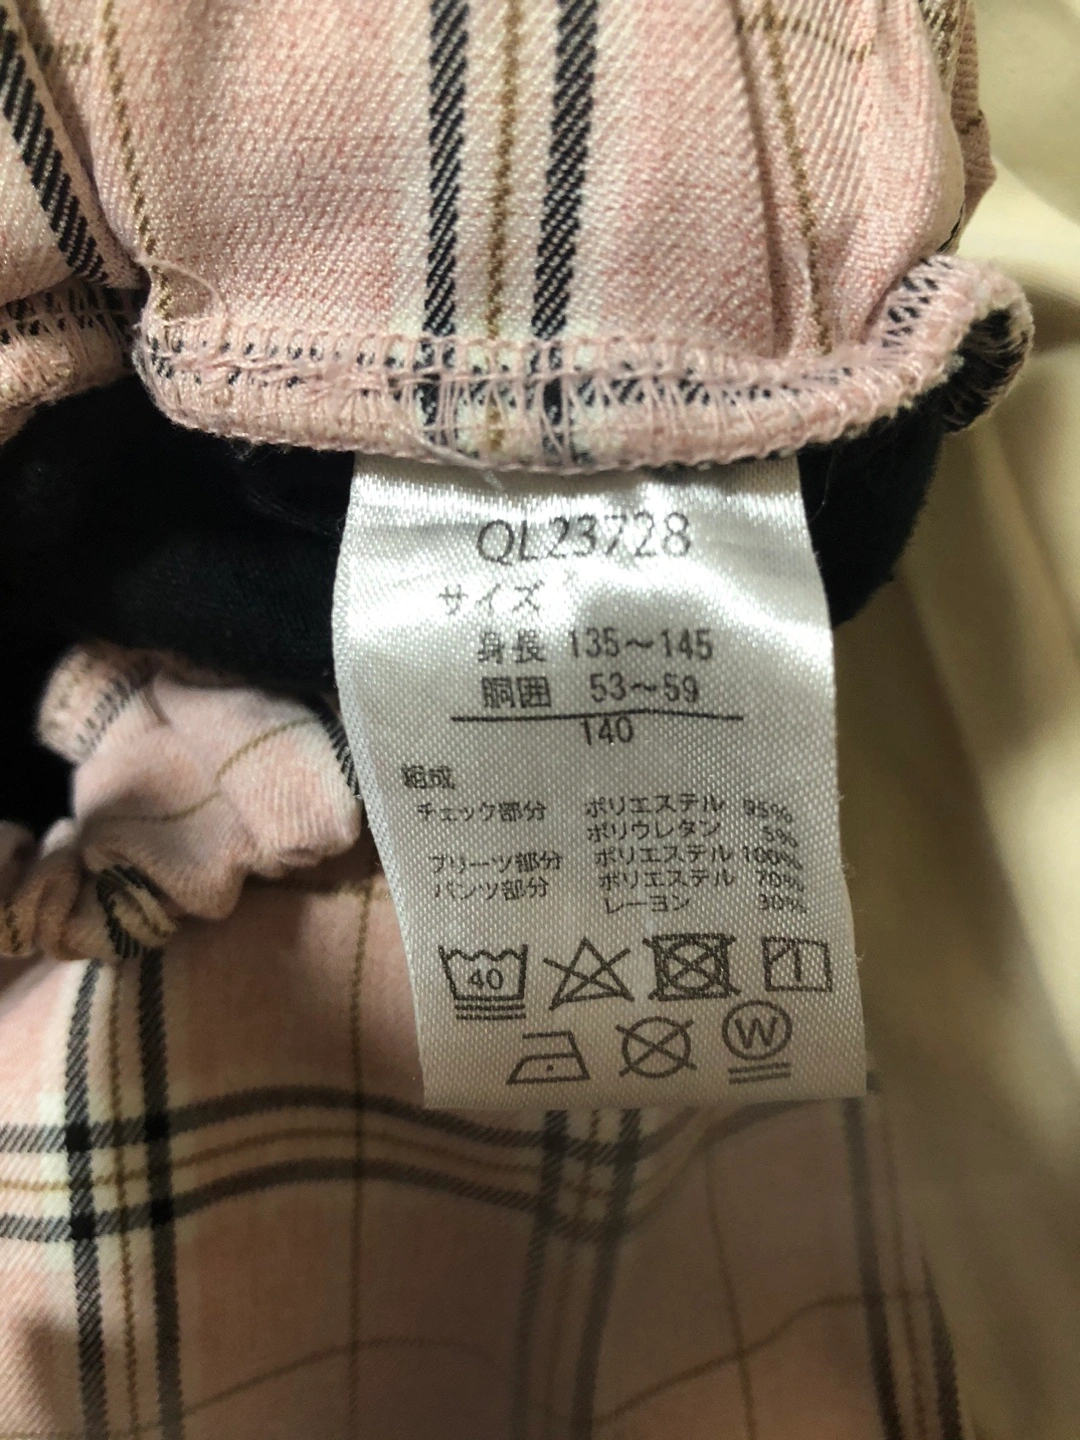 QL23728
サイズ
身長 135～145
胴囲 53～59
140
組成
チェック部分 ポリエステル 95%
ポリウレタン 5%
プリーツ部分 ポリエステル 100%
パンツ部分 ポリエステル 70%
レーヨン 30%
40
W